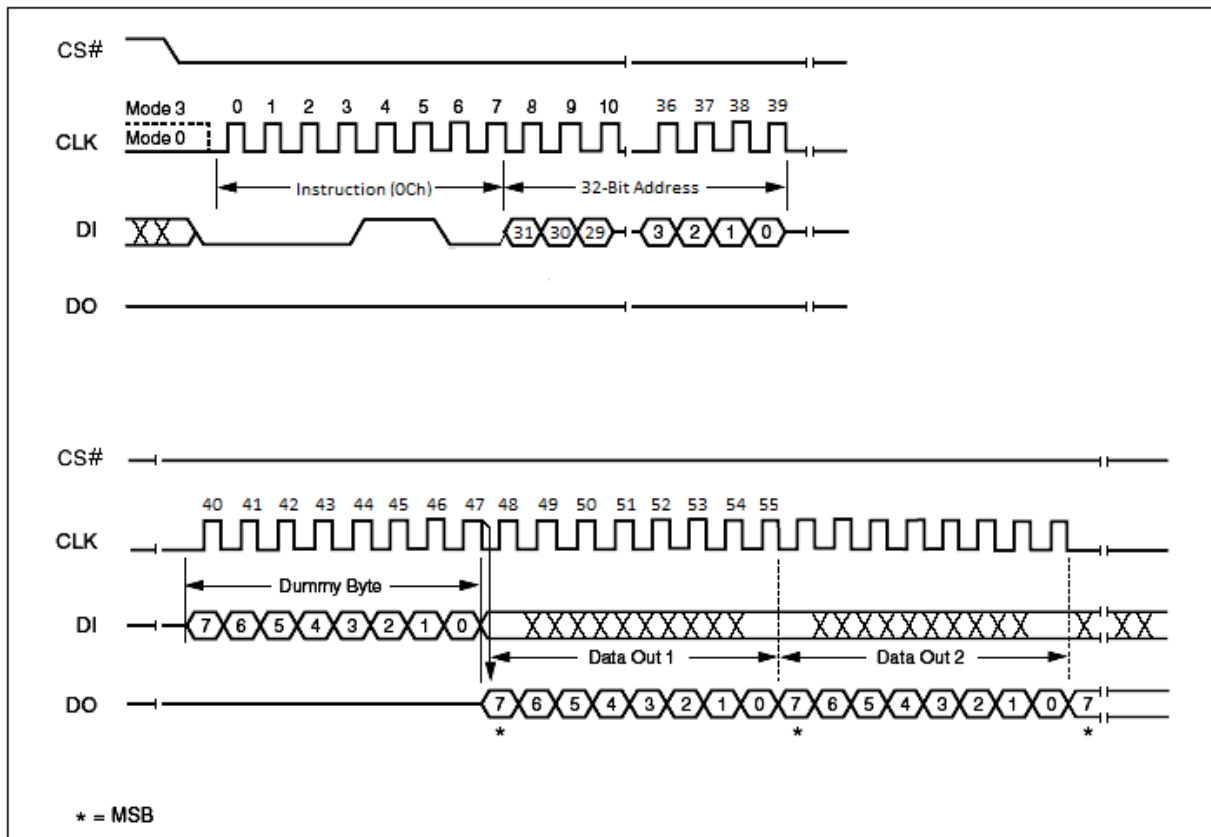 CS#
Mode 3 0 1 2 3 4 5 6 7 8 9 10 36 37 38 39
Mode 0
CLK
Instruction (0Ch) 32-Bit Address
DI 31 30 29 3 2 1 0
DO
CS#
40 41 42 43 44 45 46 47 48 49 50 51 52 53 54 55
CLK
Dummy Byte
DI 7 6 5 4 3 2 1 0
Data Out 1 Data Out 2
DO 7 6 5 4 3 2 1 0 7 6 5 4 3 2 1 0 7
* * *
* = MSB